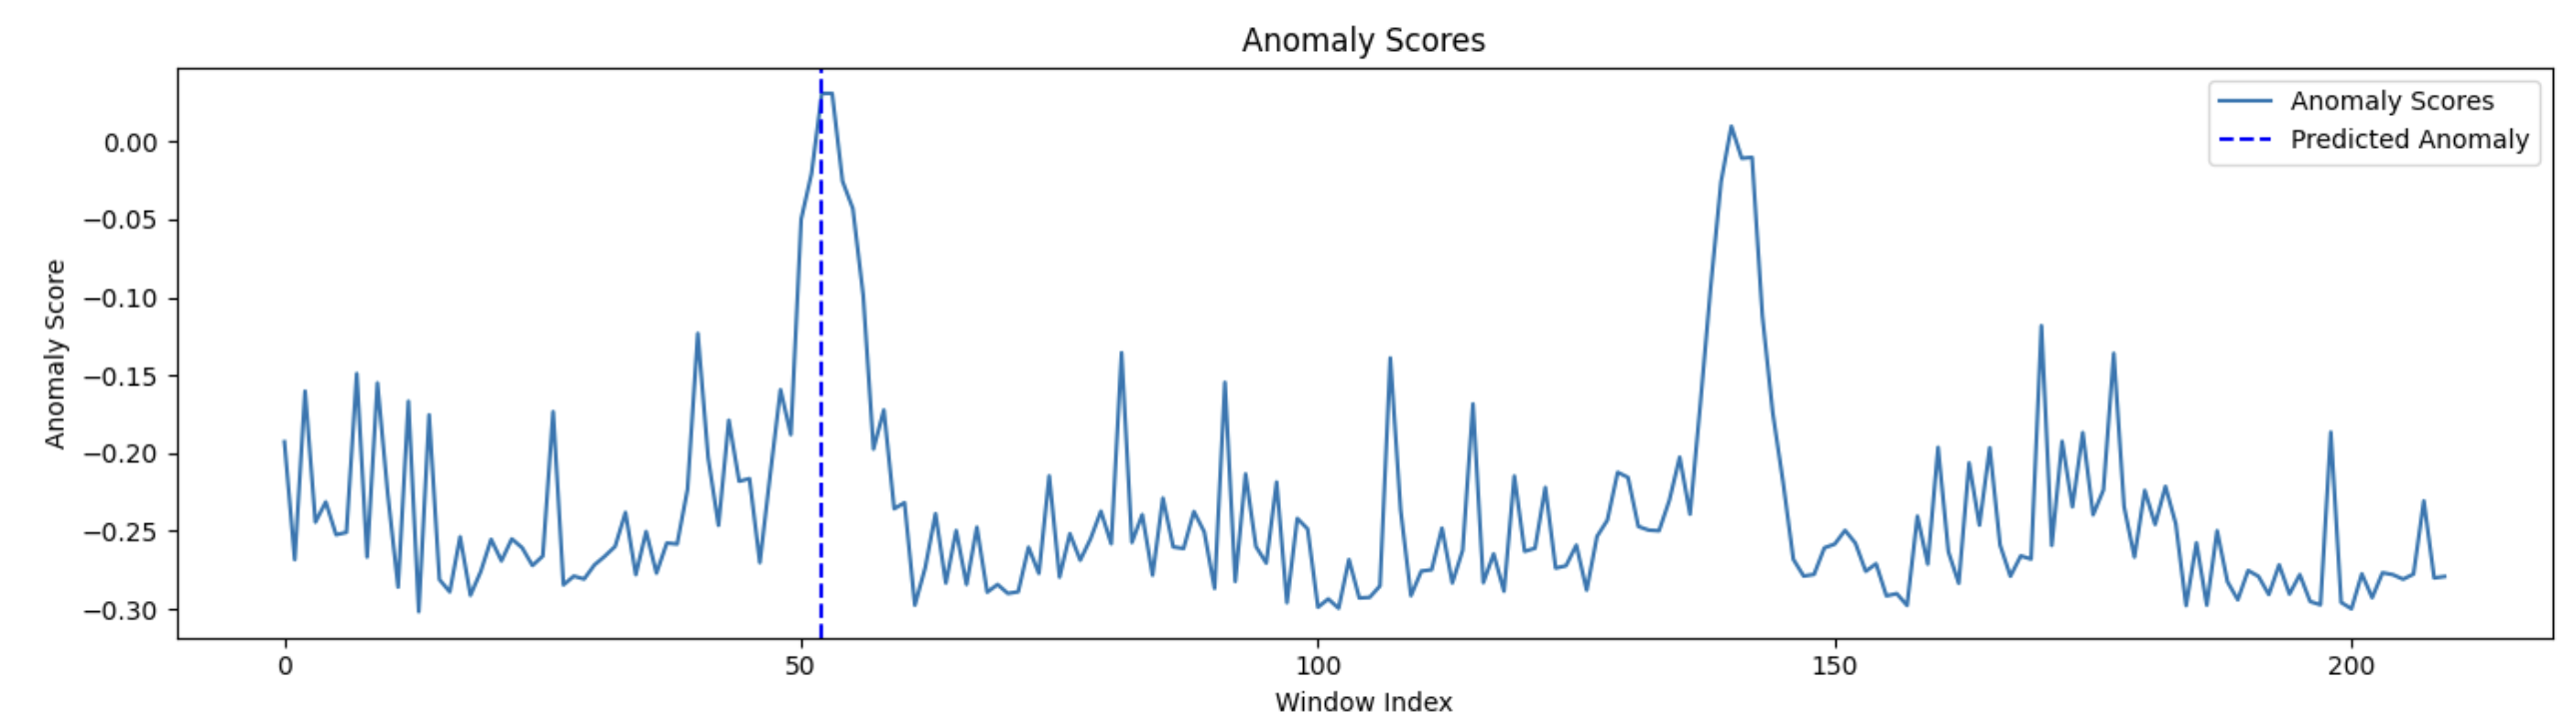 Anomaly Scores
Anomaly Scores
Predicted Anomaly
Anomaly Score
0.00
−0.05
−0.10
−0.15
−0.20
−0.25
−0.30
0
50
100
150
200
Window Index